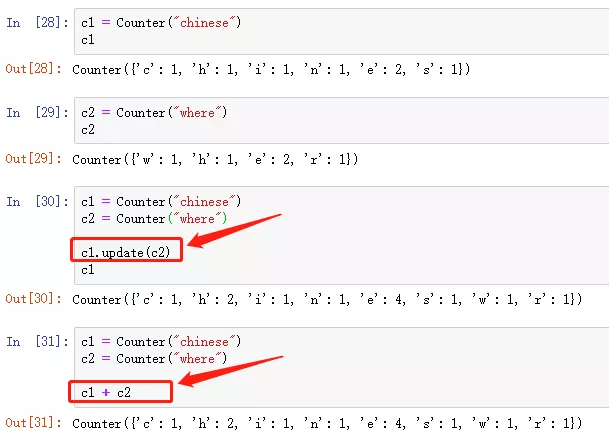 In [28]: c1 = Counter("chinese")
c1
Out[28]: Counter({'c': 1, 'h': 1, 'i': 1, 'n': 1, 'e': 2, 's': 1})
In [29]: c2 = Counter("where")
c2
Out[29]: Counter({'w': 1, 'h': 1, 'e': 2, 'r': 1})
In [30]: c1 = Counter("chinese")
c2 = Counter("where")
c1.update(c2)
c1
Out[30]: Counter({'c': 1, 'h': 2, 'i': 1, 'n': 1, 'e': 4, 's': 1, 'w': 1, 'r': 1})
In [31]: c1 = Counter("chinese")
c2 = Counter("where")
c1 + c2
Out[31]: Counter({'c': 1, 'h': 2, 'i': 1, 'n': 1, 'e': 4, 's': 1, 'w': 1, 'r': 1})